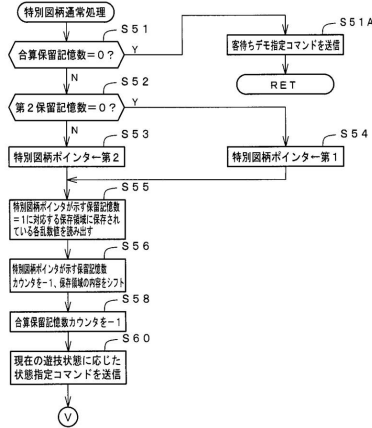 特別図柄通常処理
S51
合算保留記憶数=0?
Y
S51A
客待ちデモ指定コマンドを送信
RET
N
S52
第2保留記憶数=0?
Y
N
S53
特別図柄ポインタ←第2
S54
特別図柄ポインタ←第1
S55
特別図柄ポインタが示す保留記憶数
=1に対応する保存領域に保存され
ている各乱数値を読み出す
S56
特別図柄ポインタが示す保留記憶数
カウンタを-1、保存領域の内容をシフト
S58
合算保留記憶数カウンタを-1
S60
現在の遊技状態に応じた
状態指定コマンドを送信
V